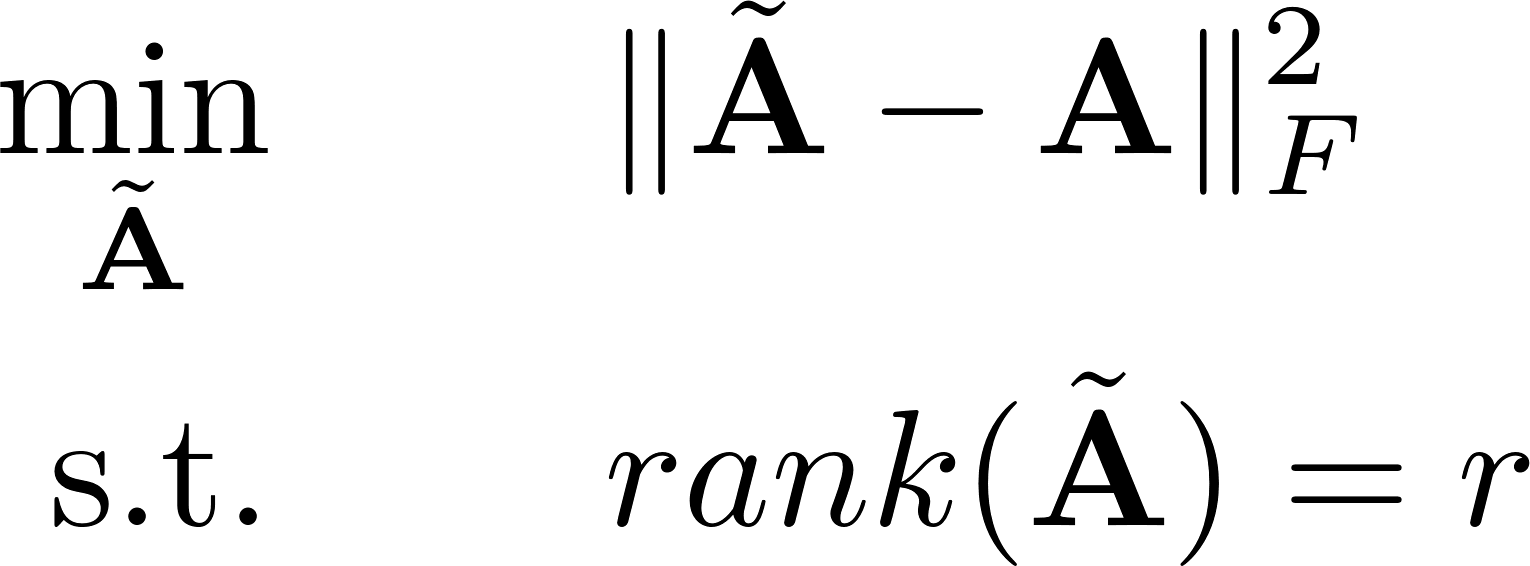 min ‖Ã − A‖²_F
Ã
s.t. rank(Ã) = r